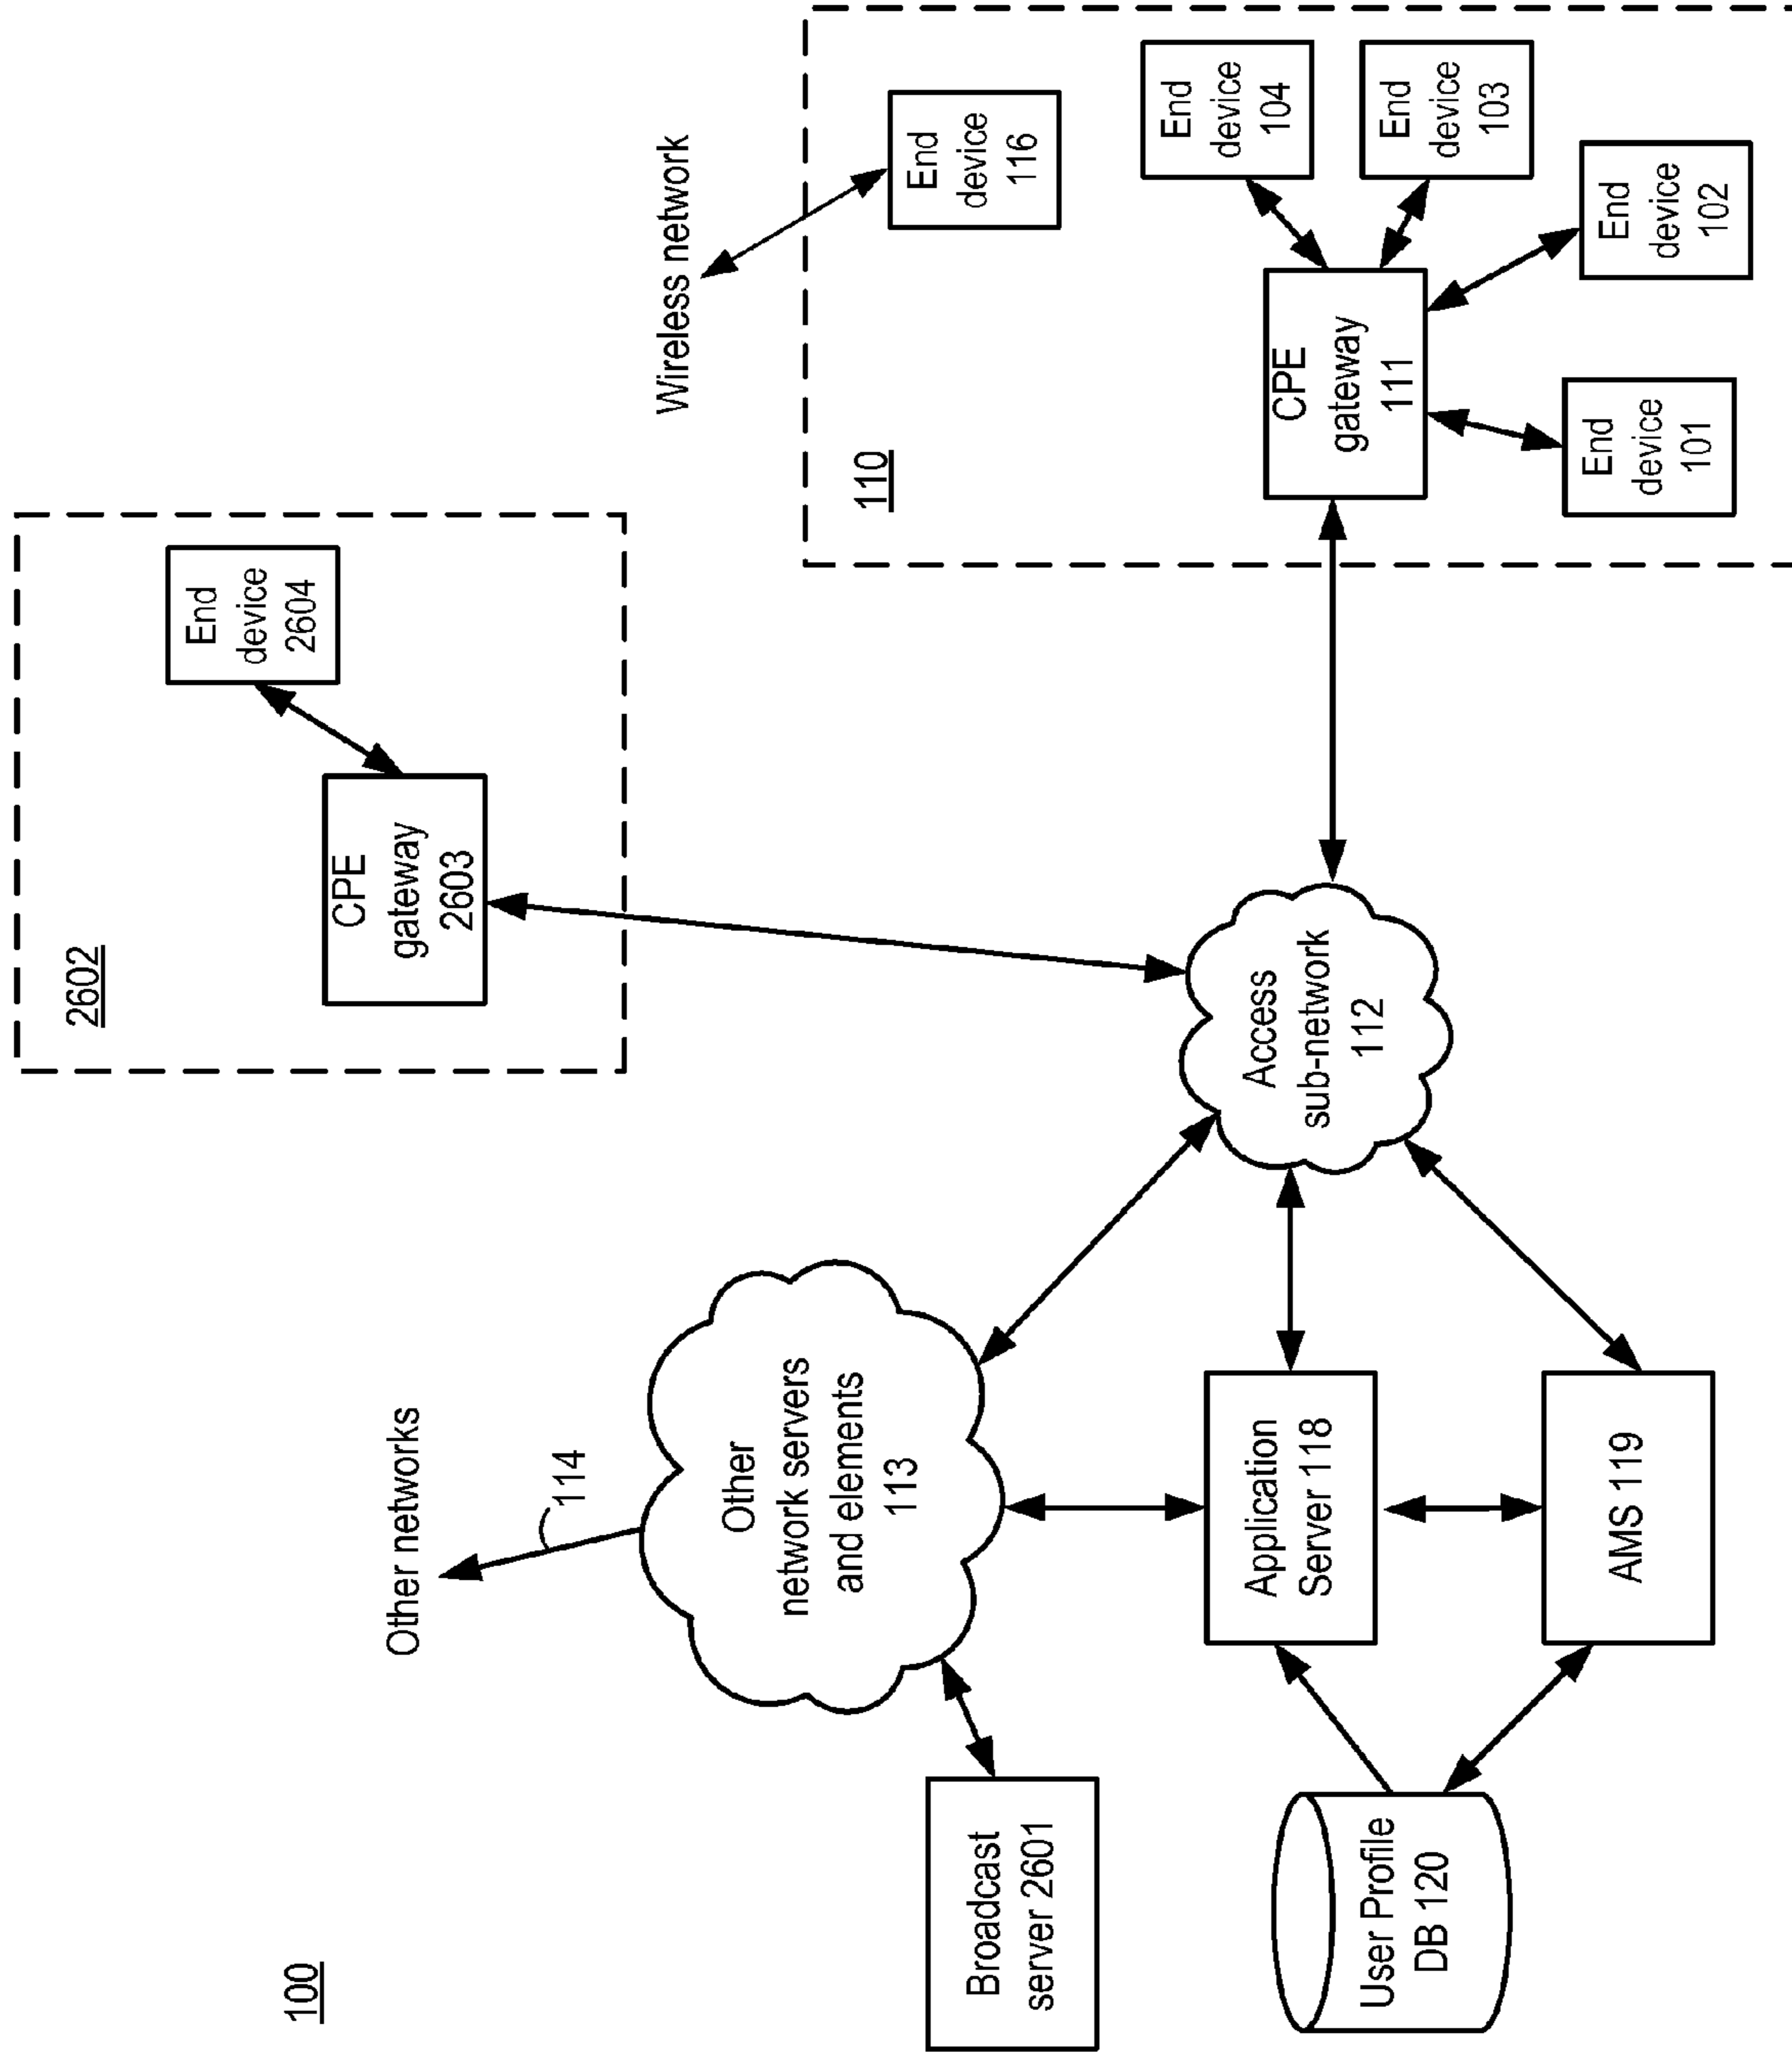 100
Other networks
114
Other
network servers
and elements
113
Broadcast
server 2601
User Profile
DB 120
Application
Server 118
AMS 119
Access
sub-network
112
2602
CPE
gateway
2603
End
device
2604
Wireless network
110
End
device
116
CPE
gateway
111
End
device
104
End
device
103
End
device
102
End
device
101